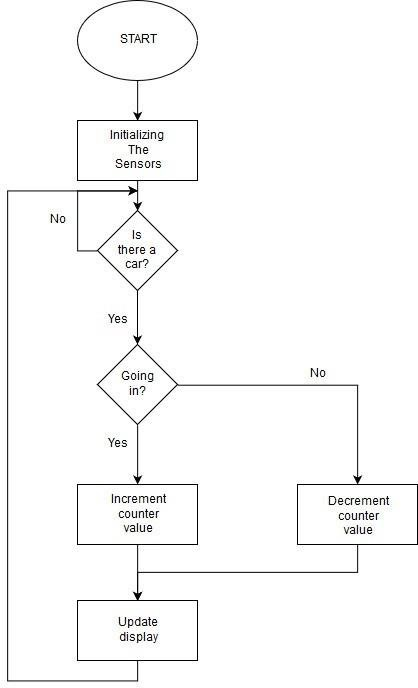 START
Initializing
The
Sensors
No
Is
there a
car?
Yes
Going
in?
No
Yes
Increment
counter
value
Decrement
counter
value
Update
display